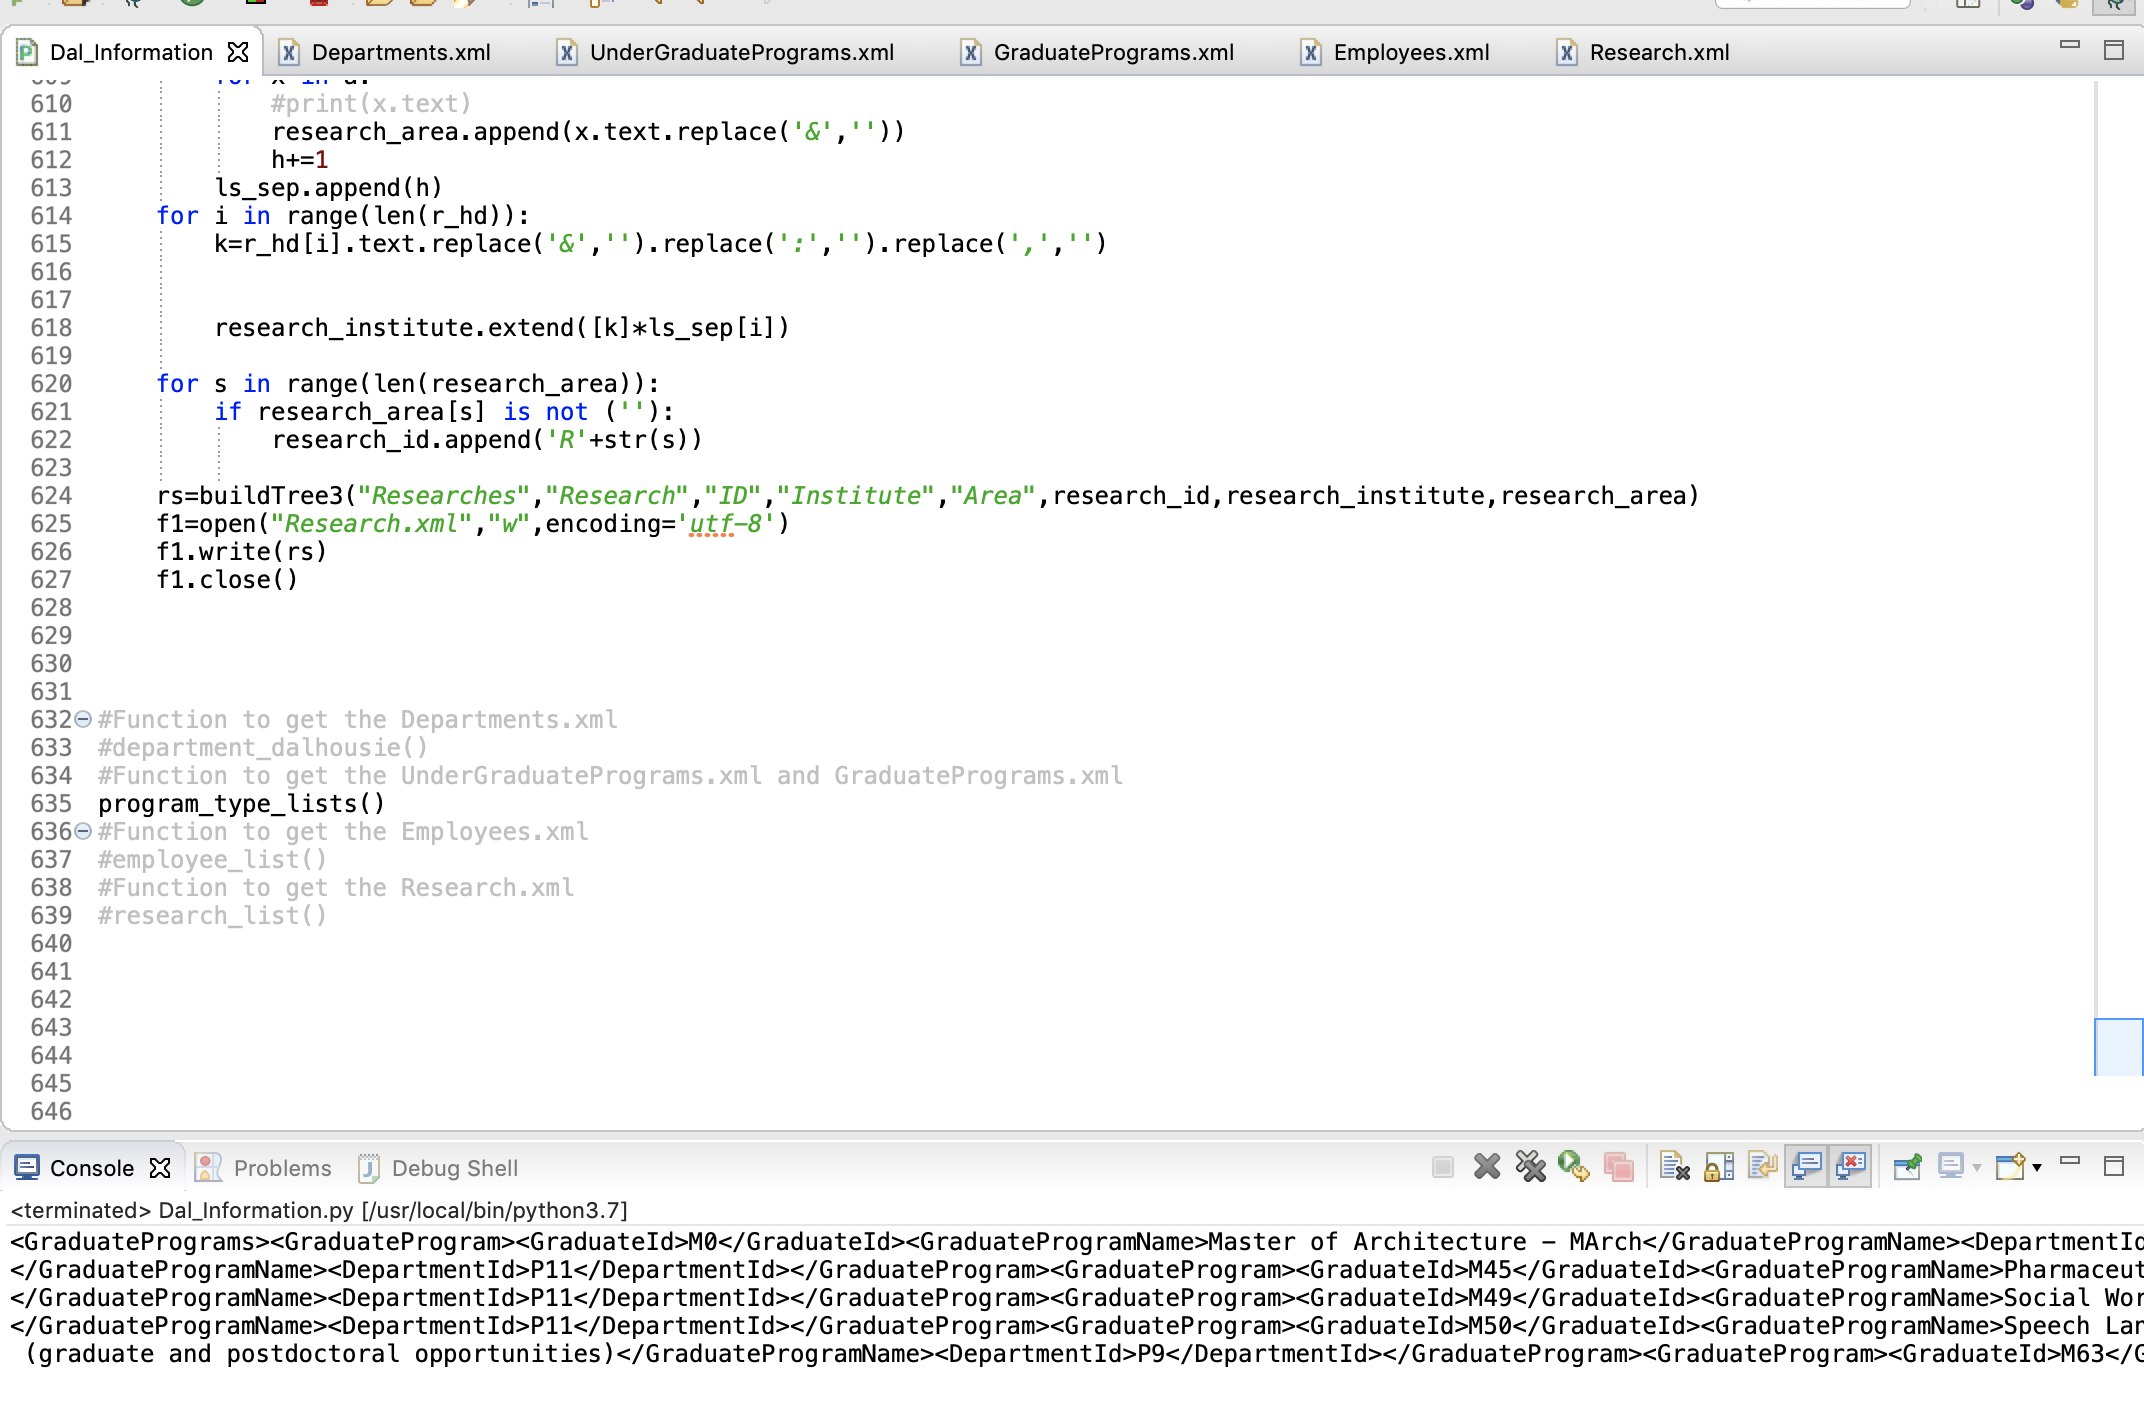 Dal_Information Departments.xml UnderGraduatePrograms.xml GraduatePrograms.xml Employees.xml Research.xml
609 for x in d:
610 #print(x.text)
611 research_area.append(x.text.replace('&',''))
612 h+=1
613 ls_sep.append(h)
614 for i in range(len(r_hd)):
615 k=r_hd[i].text.replace('&','').replace(':','').replace(',','')
616
617
618 research_institute.extend([k]*ls_sep[i])
619
620 for s in range(len(research_area)):
621 if research_area[s] is not (''):
622 research_id.append('R'+str(s))
623
624 rs=buildTree3("Researches","Research","ID","Institute","Area",research_id,research_institute,research_area)
625 f1=open("Research.xml","w",encoding='utf-8')
626 f1.write(rs)
627 f1.close()
628
629
630
631
632 #Function to get the Departments.xml
633 #department_dalhousie()
634 #Function to get the UnderGraduatePrograms.xml and GraduatePrograms.xml
635 program_type_lists()
636 #Function to get the Employees.xml
637 #employee_list()
638 #Function to get the Research.xml
639 #research_list()
640
641
642
643
644
645
646
Console Problems Debug Shell
<terminated> Dal_Information.py [/usr/local/bin/python3.7]
<GraduatePrograms><GraduateProgram><GraduateId>M0</GraduateId><GraduateProgramName>Master of Architecture – MArch</GraduateProgramName><DepartmentId
</GraduateProgramName><DepartmentId>P11</DepartmentId></GraduateProgram><GraduateProgram><GraduateId>M45</GraduateId><GraduateProgramName>Pharmaceut
</GraduateProgramName><DepartmentId>P11</DepartmentId></GraduateProgram><GraduateProgram><GraduateId>M49</GraduateId><GraduateProgramName>Social Wor
</GraduateProgramName><DepartmentId>P11</DepartmentId></GraduateProgram><GraduateProgram><GraduateId>M50</GraduateId><GraduateProgramName>Speech Lan
(graduate and postdoctoral opportunities)</GraduateProgramName><DepartmentId>P9</DepartmentId></GraduateProgram><GraduateProgram><GraduateId>M63</G